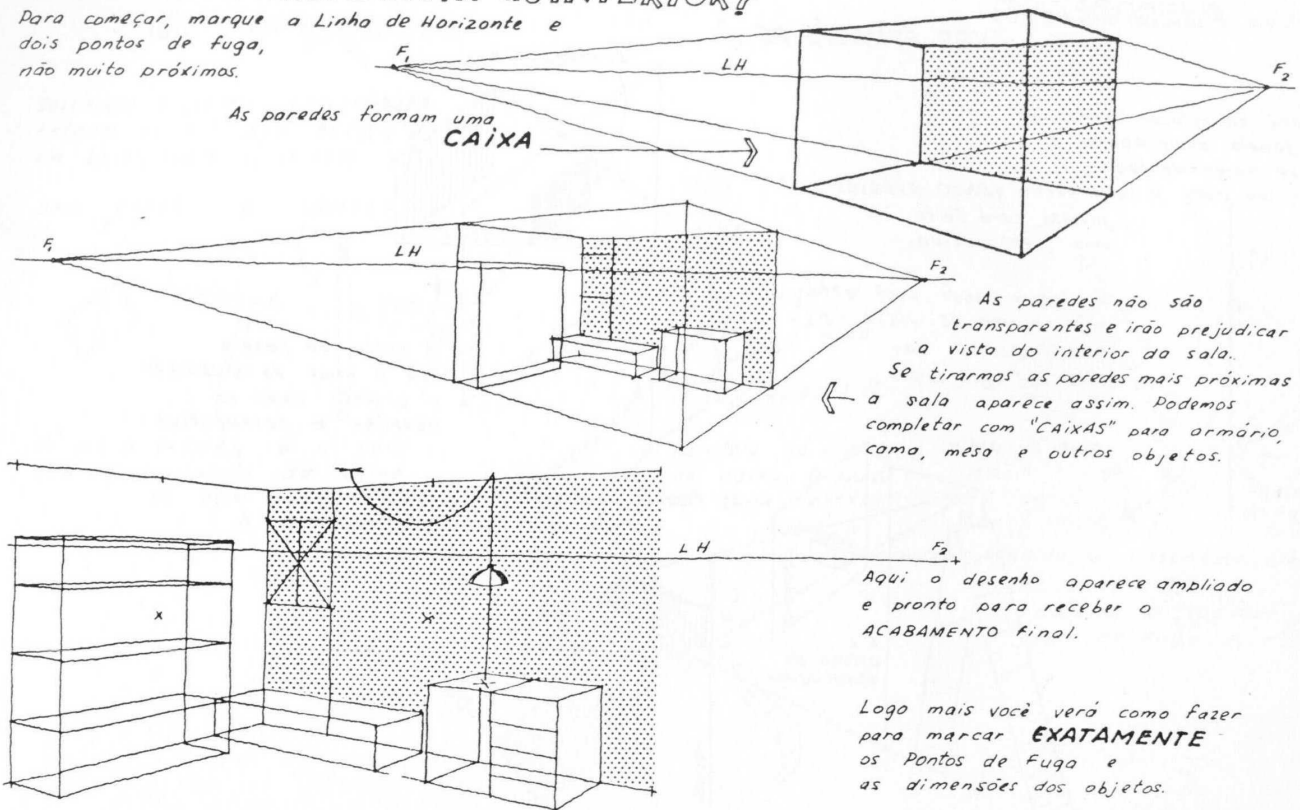 INTERIOR?
Para começar, marque a Linha de Horizonte e
dois pontos de fuga,
não muito próximos.
F1
LH
F2
As paredes formam uma
CAIXA
F1
LH
F2
As paredes não são
transparentes e irão prejudicar
a vista do interior da sala.
Se tirarmos as paredes mais próximas
a sala aparece assim. Podemos
completar com "CAIXAS" para armário,
cama, mesa e outros objetos.
LH
F2
Aqui o desenho aparece ampliado
e pronto para receber o
ACABAMENTO final.
Logo mais você verá como fazer
para marcar EXATAMENTE
os Pontos de Fuga e
as dimensões dos objetos.